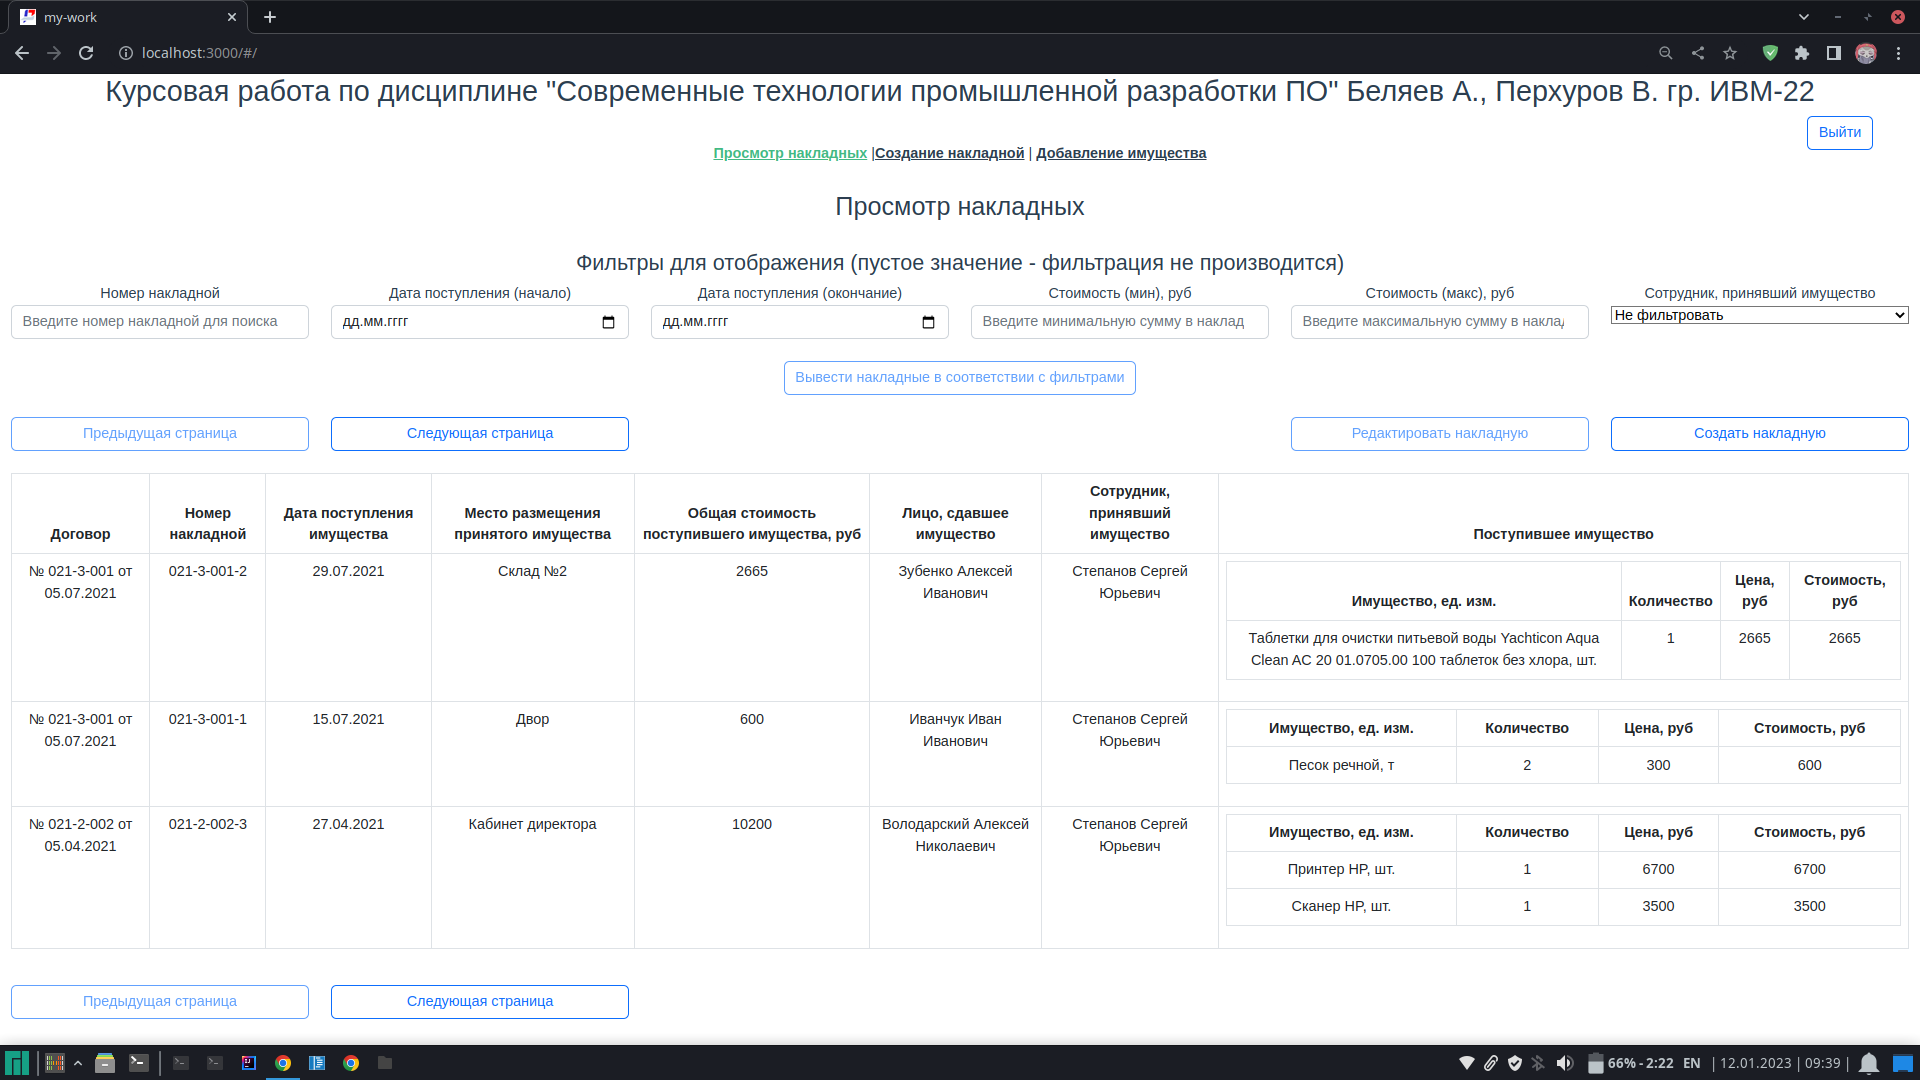 my-work
localhost:3000/#/
Курсовая работа по дисциплине "Современные технологии промышленной разработки ПО" Беляев А., Перхуров В. гр. ИВМ-22
Выйти
Просмотр накладных |Создание накладной | Добавление имущества
Просмотр накладных
Фильтры для отображения (пустое значение - фильтрация не производится)
Номер накладной
Дата поступления (начало)
Дата поступления (окончание)
Стоимость (мин), руб
Стоимость (макс), руб
Сотрудник, принявший имущество
Введите номер накладной для поиска
дд.мм.гггг
дд.мм.гггг
Введите минимальную сумму в наклад
Введите максимальную сумму в накла
Не фильтровать
Вывести накладные в соответствии с фильтрами
Предыдущая страница
Следующая страница
Редактировать накладную
Создать накладную
Договор
Номер
накладной
Дата поступления
имущества
Место размещения
принятого имущества
Общая стоимость
поступившего имущества, руб
Лицо, сдавшее
имущество
Сотрудник,
принявший
имущество
Поступившее имущество
№ 021-3-001 от
05.07.2021
021-3-001-2
29.07.2021
Склад №2
2665
Зубенко Алексей
Иванович
Степанов Сергей
Юрьевич
Имущество, ед. изм.
Количество
Цена,
руб
Стоимость,
руб
Таблетки для очистки питьевой воды Yachticon Aqua
Clean AC 20 01.0705.00 100 таблеток без хлора, шт.
1
2665
2665
№ 021-3-001 от
05.07.2021
021-3-001-1
15.07.2021
Двор
600
Иванчук Иван
Иванович
Степанов Сергей
Юрьевич
Имущество, ед. изм.
Количество
Цена, руб
Стоимость, руб
Песок речной, т
2
300
600
№ 021-2-002 от
05.04.2021
021-2-002-3
27.04.2021
Кабинет директора
10200
Володарский Алексей
Николаевич
Степанов Сергей
Юрьевич
Имущество, ед. изм.
Количество
Цена, руб
Стоимость, руб
Принтер HP, шт.
1
6700
6700
Сканер HP, шт.
1
3500
3500
Предыдущая страница
Следующая страница
66% - 2:22 EN | 12.01.2023 | 09:39 |